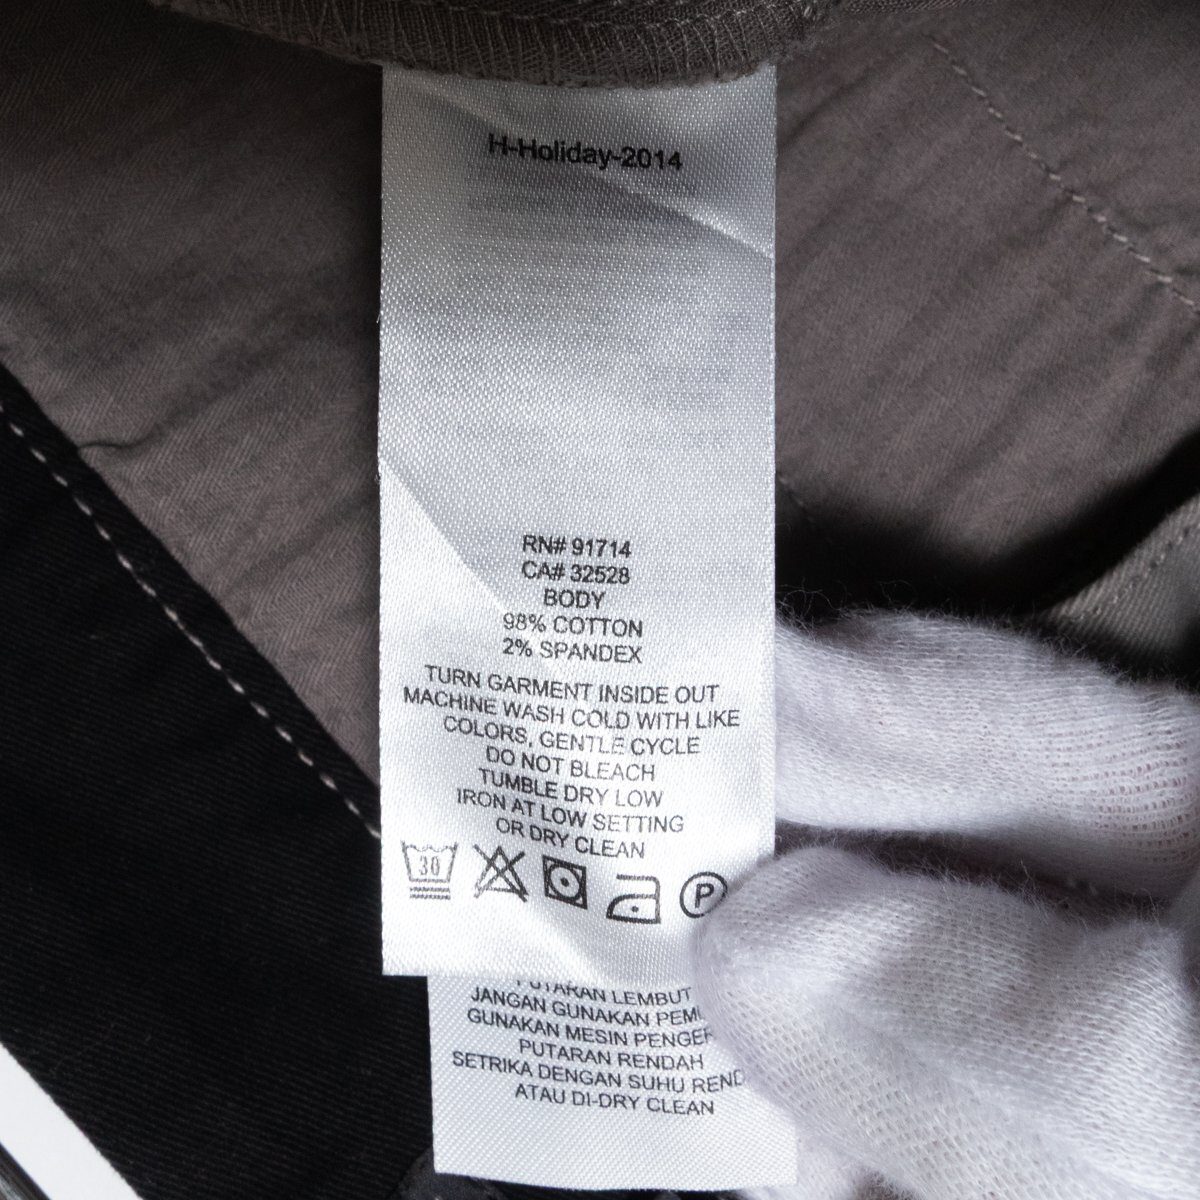 H-Holiday-2014
RN# 91714
CA# 32528
BODY
98% COTTON
2% SPANDEX
TURN GARMENT INSIDE OUT
MACHINE WASH COLD WITH LIKE
COLORS, GENTLE CYCLE
DO NOT BLEACH
TUMBLE DRY LOW
IRON AT LOW SETTING
OR DRY CLEAN
30 P
PUTARAN LEMBUT
JANGAN GUNAKAN
GUNAKAN MESIN
PUTARAN RENDAH
SETRIKA DENGAN SUHU
ATAU DI-DRY CLEAN